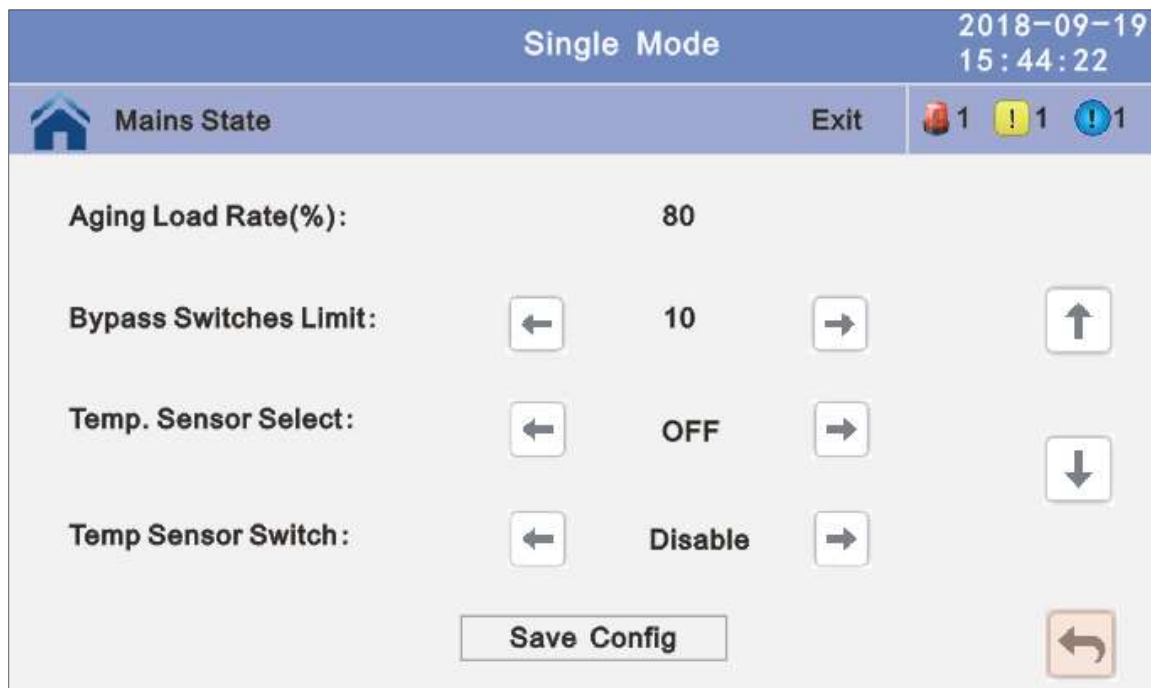 Single Mode
2018-09-19
15:44:22
Mains State Exit 1 ! 1 ! 1
Aging Load Rate(%): 80
Bypass Switches Limit: 10
Temp. Sensor Select: OFF
Temp Sensor Switch: Disable
Save Config